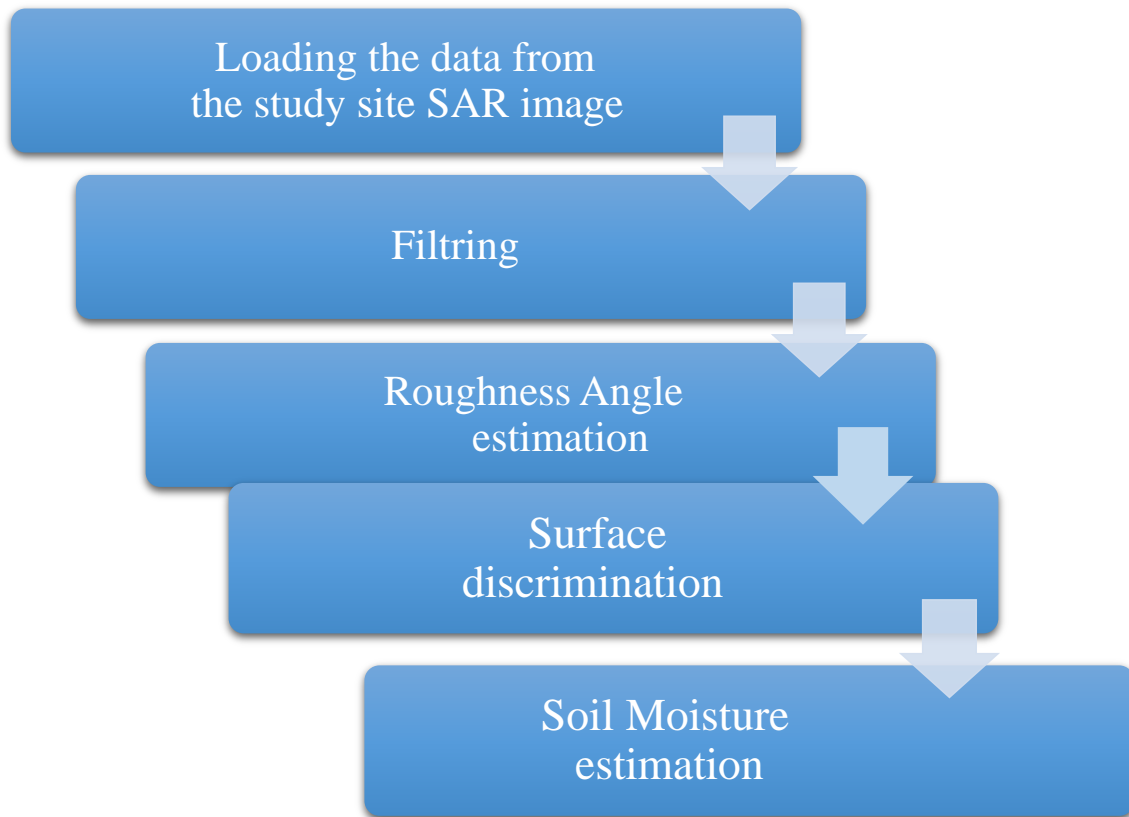 Loading the data from
the study site SAR image
Filtring
Roughness Angle
estimation
Surface
discrimination
Soil Moisture
estimation